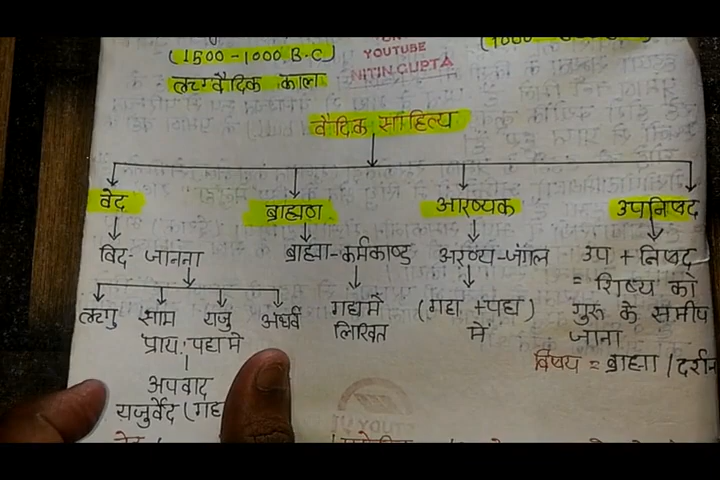 (1500-1000 B.C)
ऋग्वैदिक काल
YOUTUBE
NITIN GUPTA
वैदिक साहित्य
वेद ब्राह्मण आरण्यक उपनिषद
विद-जानना ब्राह्मा-कर्मकाण्ड अरण्य-जंगल उप + निषद्
ऋग साम यजु अथर्व गद्य में लिखित (गद्य + पद्य) में = शिष्य का गुरु के समीप जाना
प्राय: पद्य में
विषय = ब्राह्मा / दर्शन
अपवाद
यजुर्वेद (गद्य